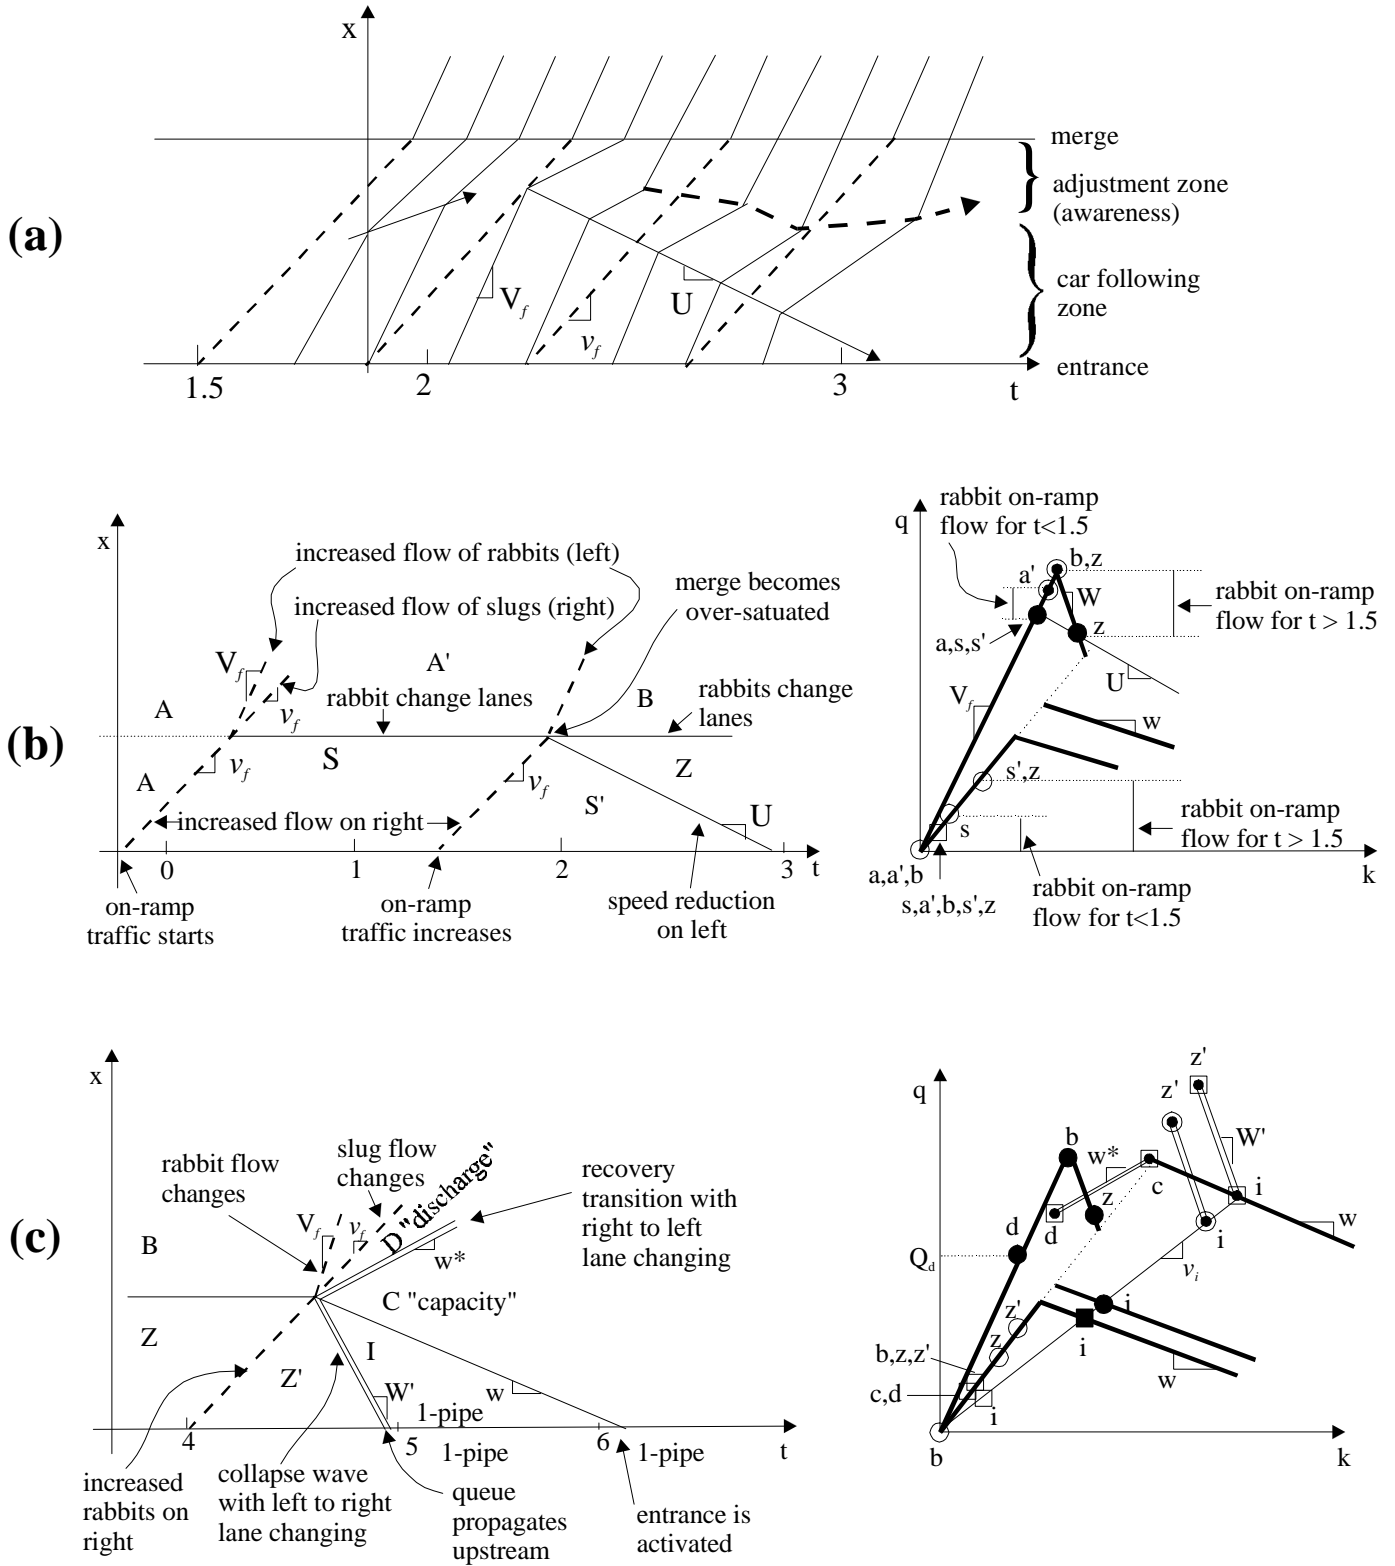 (a)
x
merge
adjustment zone
(awareness)
car following
zone
entrance
V_f
v_f
U
1.5
2
3
t
(b)
x
increased flow of rabbits (left)
increased flow of slugs (right)
merge becomes
over-satuated
V_f
v_f
A'
A
rabbit change lanes
B
rabbits change
lanes
S
v_f
v_f
Z
A
S'
increased flow on right
U
0
1
2
3
t
on-ramp
traffic starts
on-ramp
traffic increases
speed reduction
on left
q
rabbit on-ramp
flow for t<1.5
a'
b,z
W
rabbit on-ramp
flow for t > 1.5
a,s,s'
z
U
V_f
w
s',z
s
rabbit on-ramp
flow for t > 1.5
k
a,a',b
s,a',b,s',z
rabbit on-ramp
flow for t<1.5
(c)
x
rabbit flow
changes
slug flow
changes
D "discharge"
recovery
transition with
right to left
lane changing
V_f
v_f
B
w*
C "capacity"
Z
I
Z'
W'
w
1-pipe
4
5
1-pipe
6
1-pipe
t
increased
rabbits on
right
collapse wave
with left to right
lane changing
queue
propagates
upstream
entrance is
activated
q
z'
z'
b
w*
W'
c
i
z
d
d
i
w
Q_d
v_i
i
z'
z
i
b,z,z'
w
c,d
i
b
k